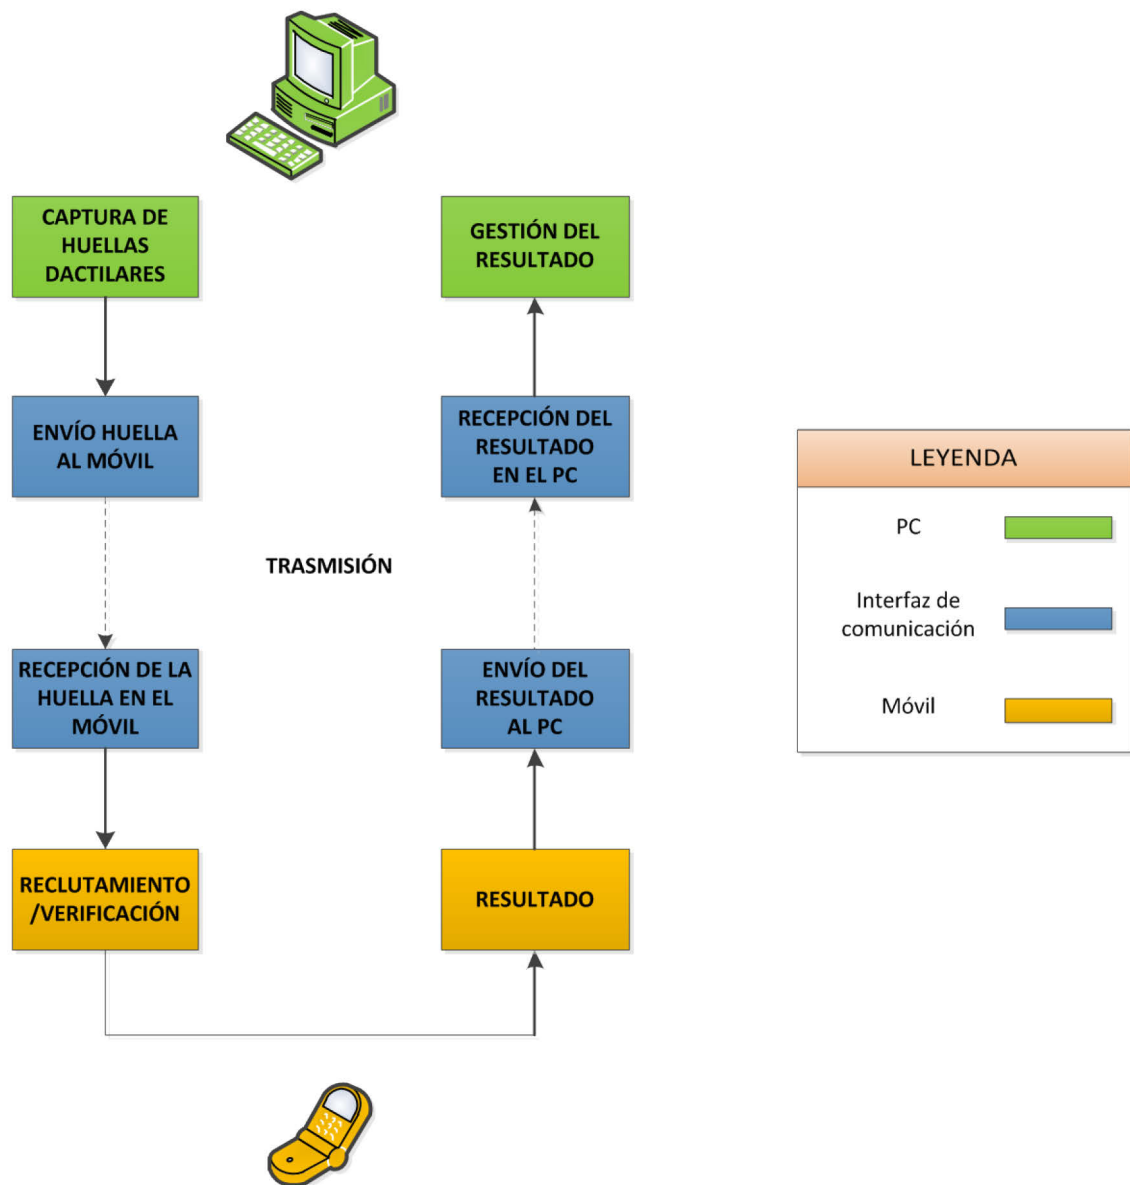 CAPTURA DE
HUELLAS
DACTILARES
GESTIÓN DEL
RESULTADO
ENVÍO HUELLA
AL MÓVIL
RECEPCIÓN DEL
RESULTADO
EN EL PC
TRASMISIÓN
RECEPCIÓN DE LA
HUELLA EN EL
MÓVIL
ENVÍO DEL
RESULTADO
AL PC
RECLUTAMIENTO
/VERIFICACIÓN
RESULTADO
LEYENDA
PC
Interfaz de
comunicación
Móvil